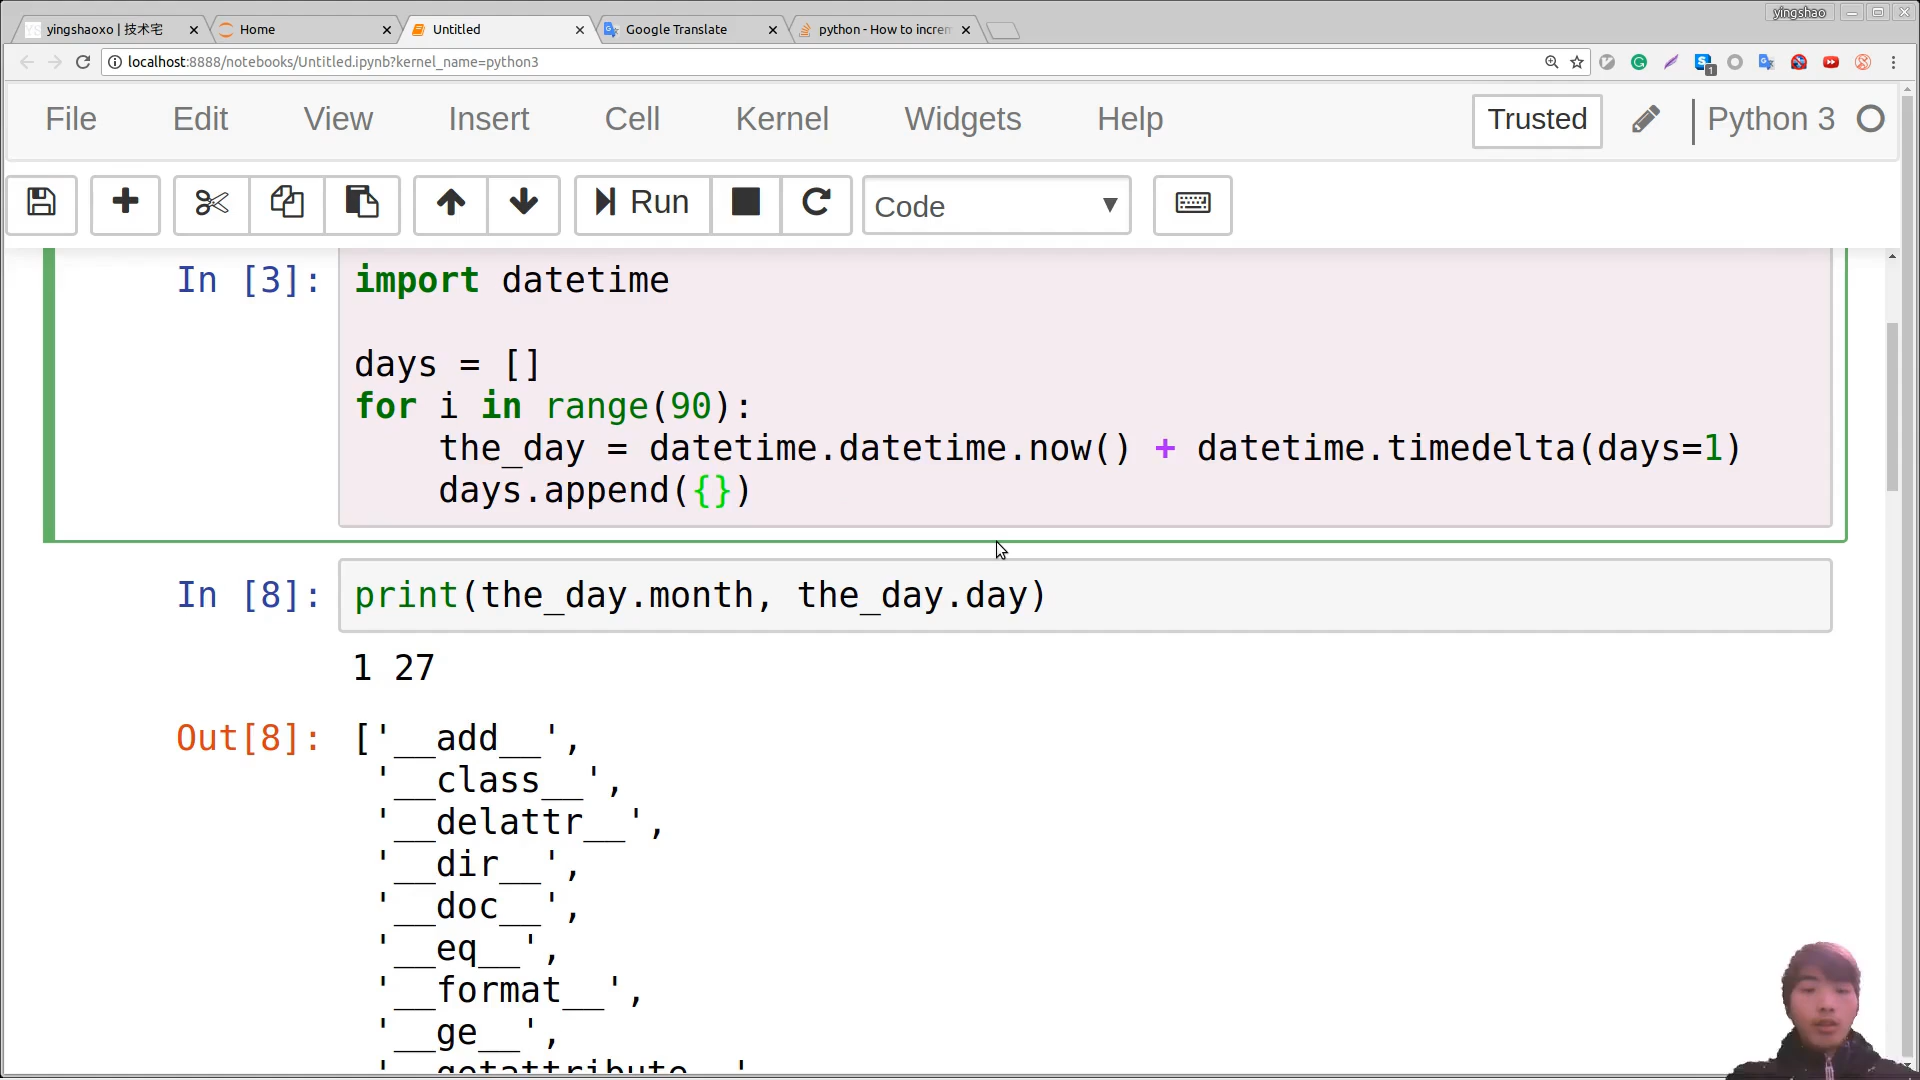 yingshao
yingshaoxo | 技术宅
Home
Untitled
Google Translate
python - How to increm
localhost:8888/notebooks/Untitled.ipynb?kernel_name=python3
File Edit View Insert Cell Kernel Widgets Help Trusted Python 3
Run Code
In [3]: import datetime
days = []
for i in range(90):
the_day = datetime.datetime.now() + datetime.timedelta(days=1)
days.append({})
In [8]: print(the_day.month, the_day.day)
1 27
Out[8]: ['__add__',
'__class__',
'__delattr__',
'__dir__',
'__doc__',
'__eq__',
'__format__',
'__ge__',
'__getattribute__'